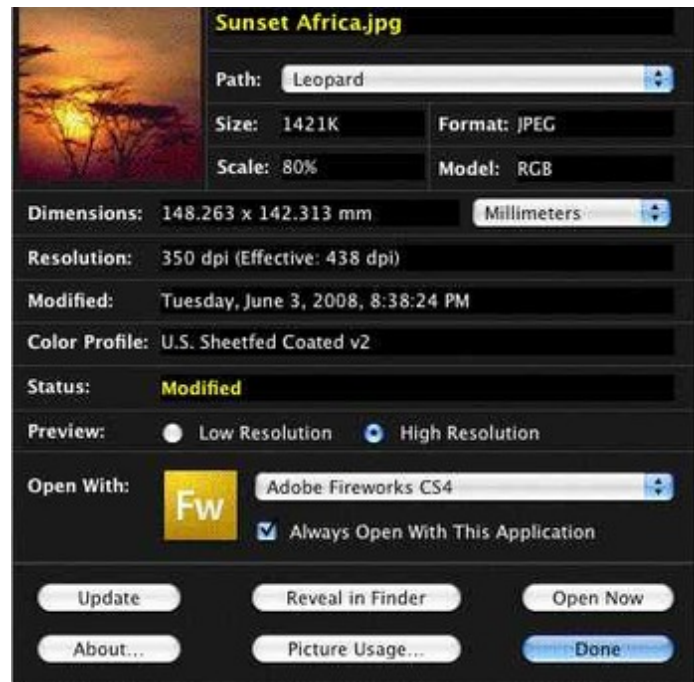 Sunset Africa.jpg
Path: Leopard
Size: 1421K Format: JPEG
Scale: 80% Model: RGB
Dimensions: 148.263 x 142.313 mm Millimeters
Resolution: 350 dpi (Effective: 438 dpi)
Modified: Tuesday, June 3, 2008, 8:38:24 PM
Color Profile: U.S. Sheetfed Coated v2
Status: Modified
Preview: Low Resolution High Resolution
Open With: Fw Adobe Fireworks CS4
Always Open With This Application
Update Reveal in Finder Open Now
About... Picture Usage... Done